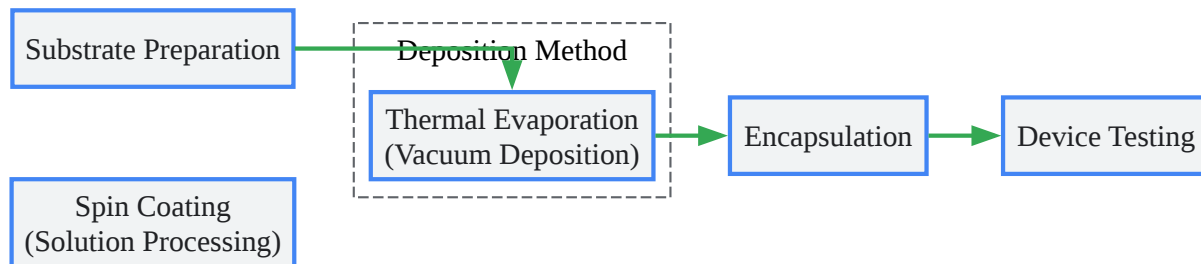 Substrate Preparation
Deposition Method
Thermal Evaporation
(Vacuum Deposition)
Encapsulation
Device Testing
Spin Coating
(Solution Processing)